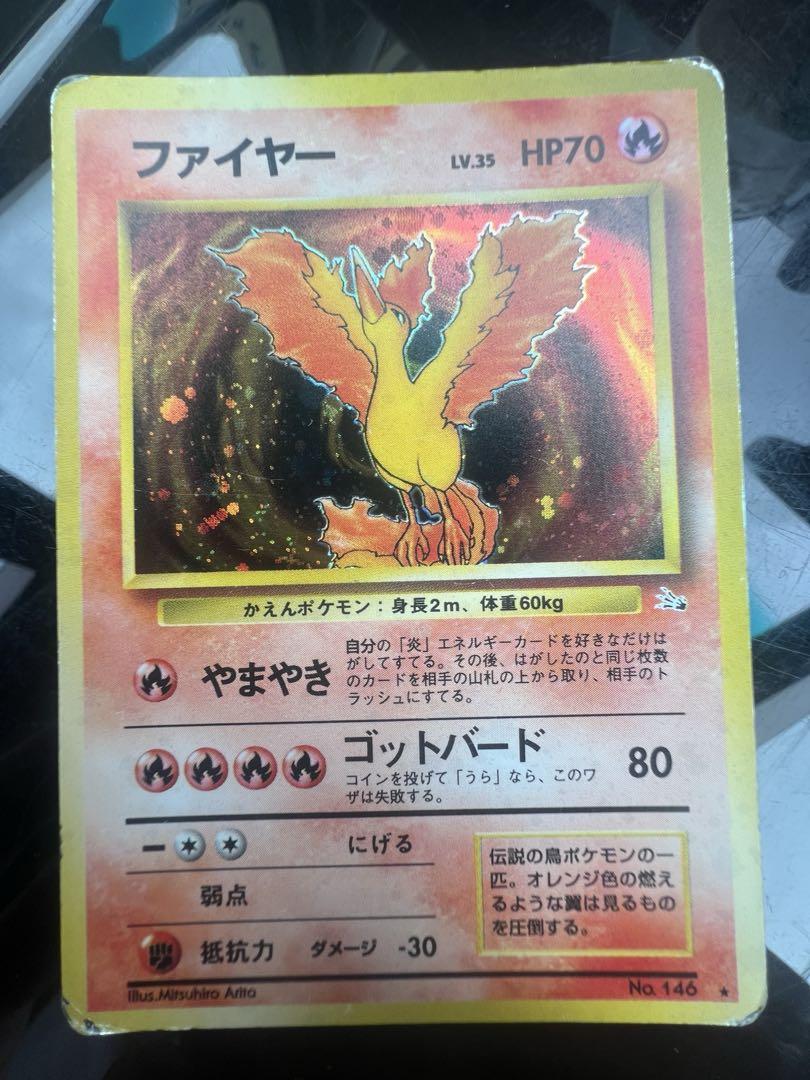 ファイヤー LV.35 HP70
かえんポケモン：身長2m、体重60kg
やまやき
自分の「炎」エネルギーカードを好きなだけは
がしてすてる。その後、はがしたのと同じ枚数
のカードを相手の山札の上から取り、相手のト
ラッシュにすてる。
ゴットバード 80
コインを投げて「うら」なら、このワ
ザは失敗する。
にげる
弱点
抵抗力 ダメージ -30
伝説の鳥ポケモンの一
匹。オレンジ色の燃え
るような翼は見るもの
を圧倒する。
Illus.Mitsuhiro Arita
No. 146 ★